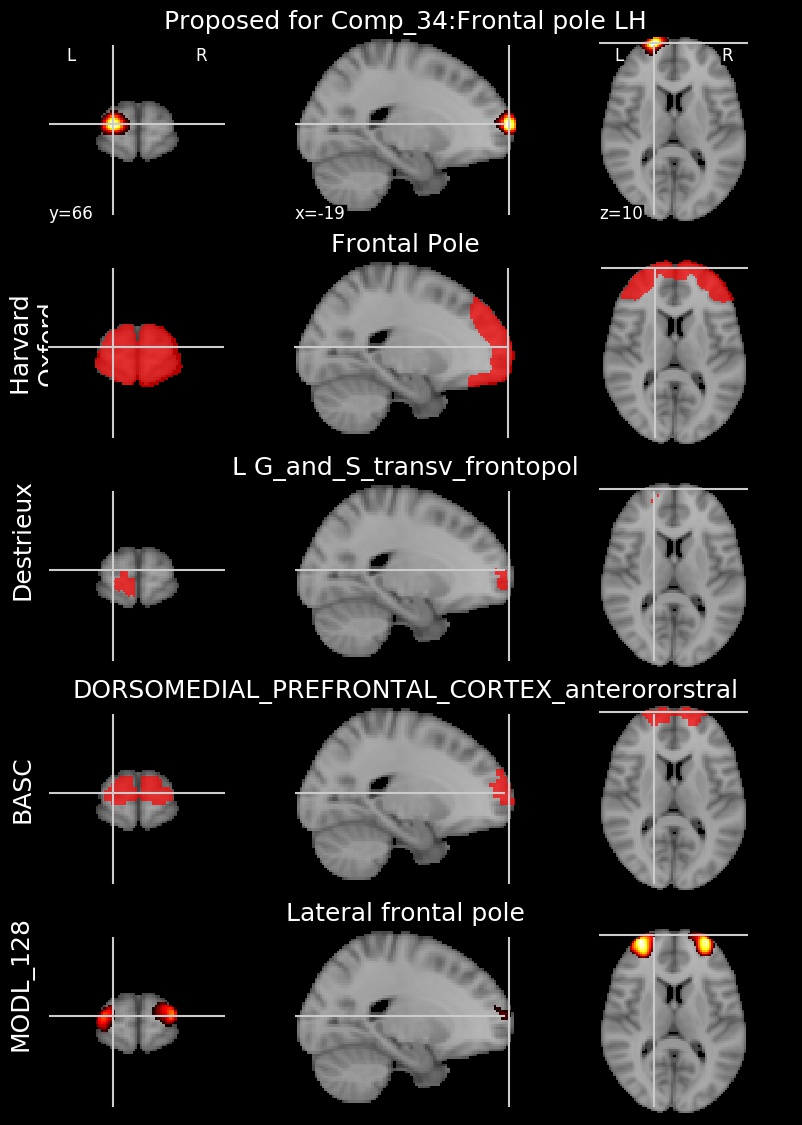 Proposed for Comp_34:Frontal pole LH
L R L R
y=66 x=-19 z=10
Frontal Pole
Harvard
Oxford
L G_and_S_transv_frontopol
Destrieux
DORSOMEDIAL_PREFRONTAL_CORTEX_anterororstral
BASC
Lateral frontal pole
MODL_128